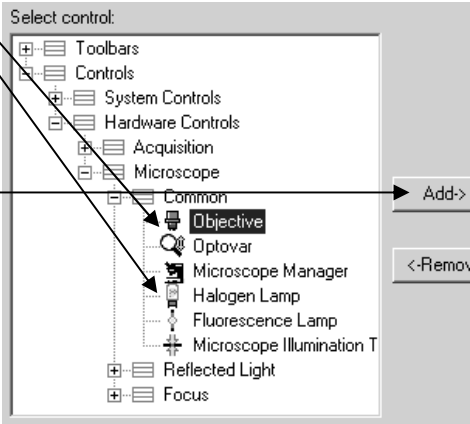 Select control:
Toolbars
Controls
System Controls
Hardware Controls
Acquisition
Microscope
Common
Add->
Objective
Optovar
Microscope Manager
<-Remov
Halogen Lamp
Fluorescence Lamp
Microscope Illumination T
Reflected Light
Focus